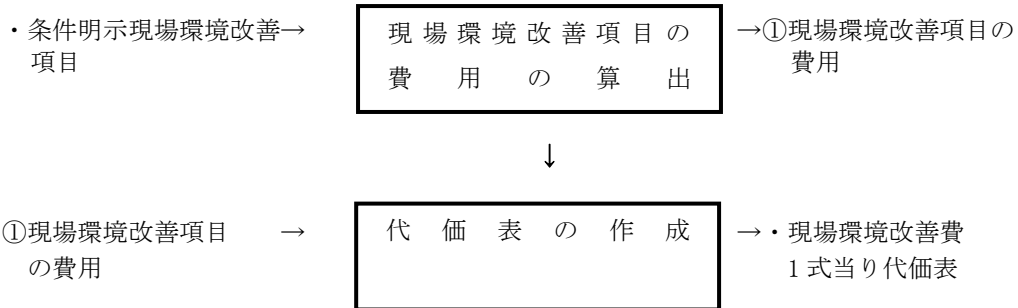 ・条件明示現場環境改善→
項目
現場環境改善項目の
費用の算出
→①現場環境改善項目の
費用
↓
①現場環境改善項目 →
の費用
代価表の作成
→・現場環境改善費
1式当り代価表